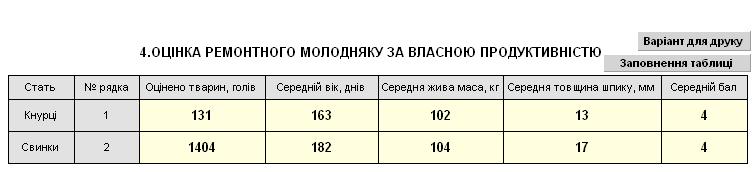 Варіант для друку
4.ОЦІНКА РЕМОНТНОГО МОЛОДНЯКУ ЗА ВЛАСНОЮ ПРОДУКТИВНІСТЮ
Заповнення таблиці
Стать № рядка Оцінено тварин, голів Середній вік, днів Середня жива маса, кг Середня товщина шпику, мм Середній бал
Кнурці 1 131 163 102 13 4
Свинки 2 1404 182 104 17 4